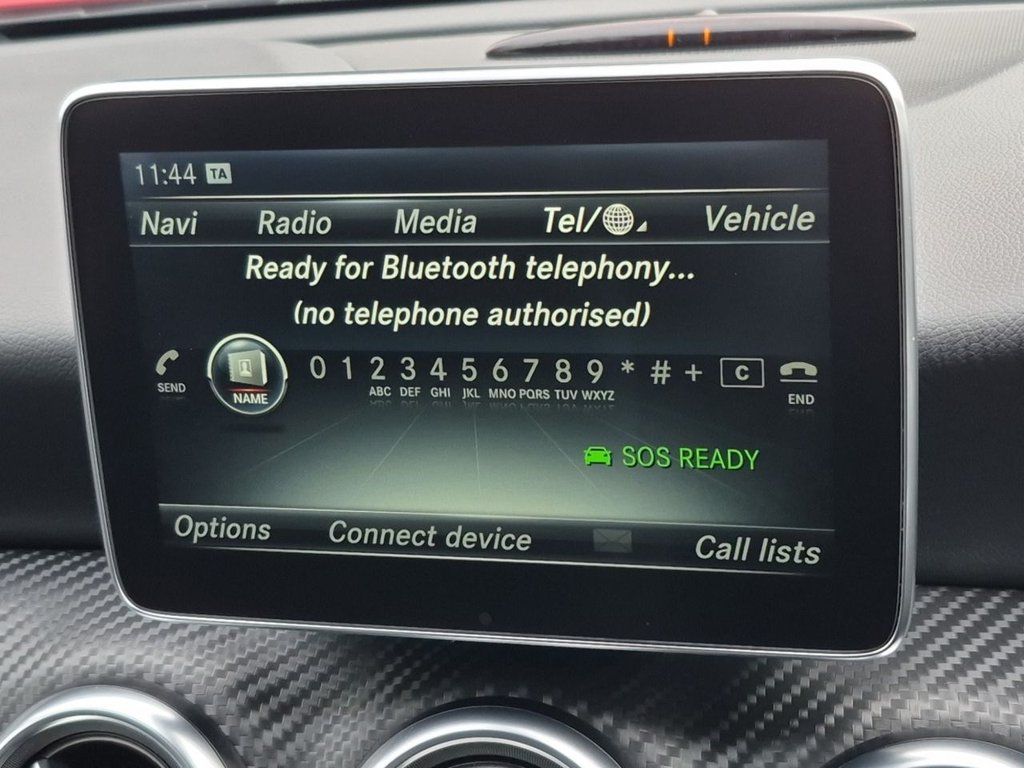 11:44 TA
Navi Radio Media Tel/ Vehicle
Ready for Bluetooth telephony...
(no telephone authorised)
SEND NAME 0 1 2 3 4 5 6 7 8 9 * # + C END
ABC DEF GHI JKL MNO PQRS TUV WXYZ
SOS READY
Options Connect device Call lists